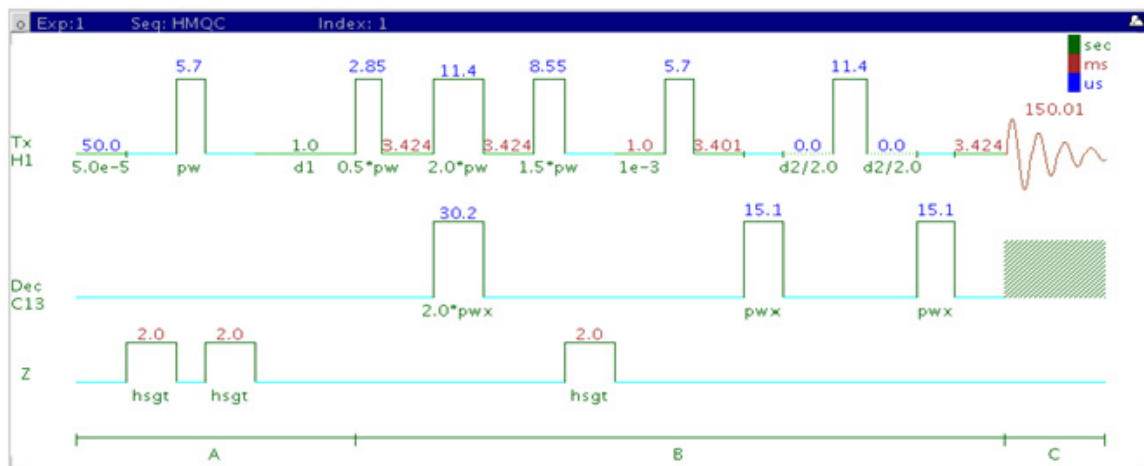 Exp:1 Seq: HMQC Index: 1
sec
ms
us
5.7 2.85 11.4 8.55 5.7 11.4 150.01
Tx
H1
50.0 1.0 3.424 3.424 1.0 3.401 0.0 0.0 3.424
5.0e-5 pw d1 0.5*pw 2.0*pw 1.5*pw 1e-3 d2/2.0 d2/2.0
30.2 15.1 15.1
Dec
C13
2.0*pwx pwx pwx
2.0 2.0 2.0
Z
hsgt hsgt hsgt
A B C